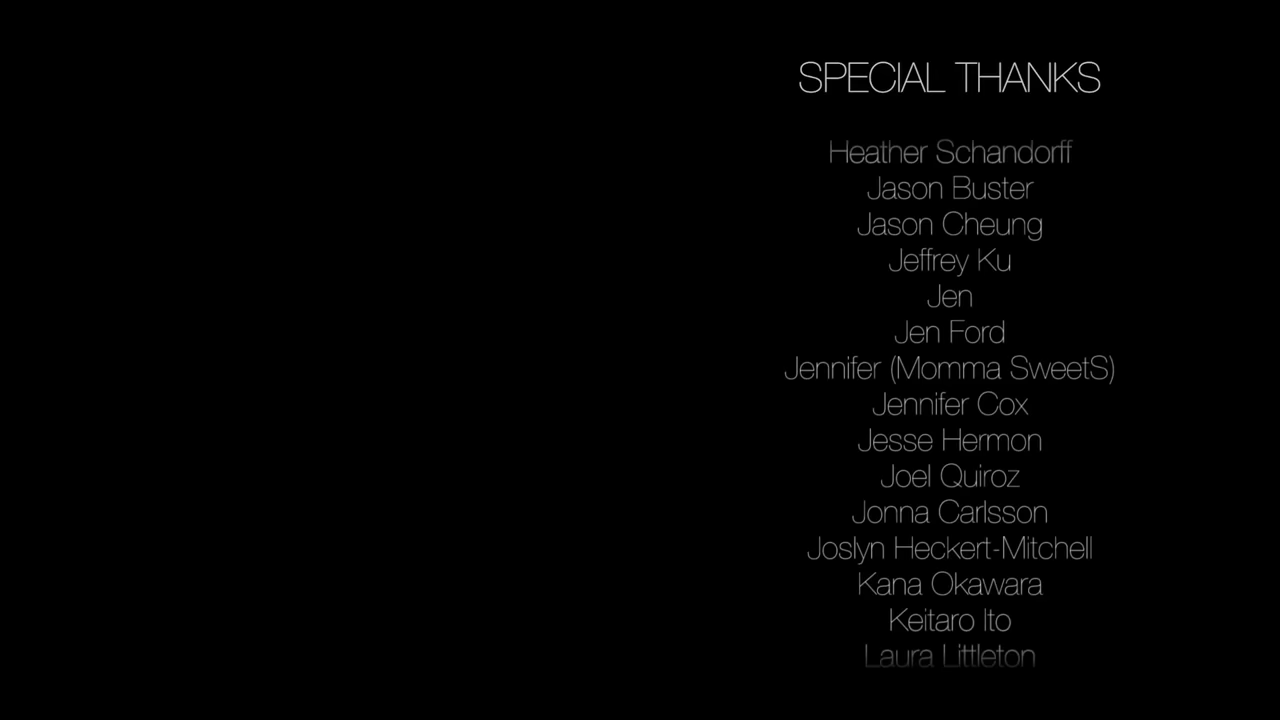 SPECIAL THANKS
Heather Schandorff
Jason Buster
Jason Cheung
Jeffrey Ku
Jen
Jen Ford
Jennifer (Momma SweetS)
Jennifer Cox
Jesse Hermon
Joel Quiroz
Jonna Carlsson
Joslyn Heckert-Mitchell
Kana Okawara
Keitaro Ito
Laura Littleton